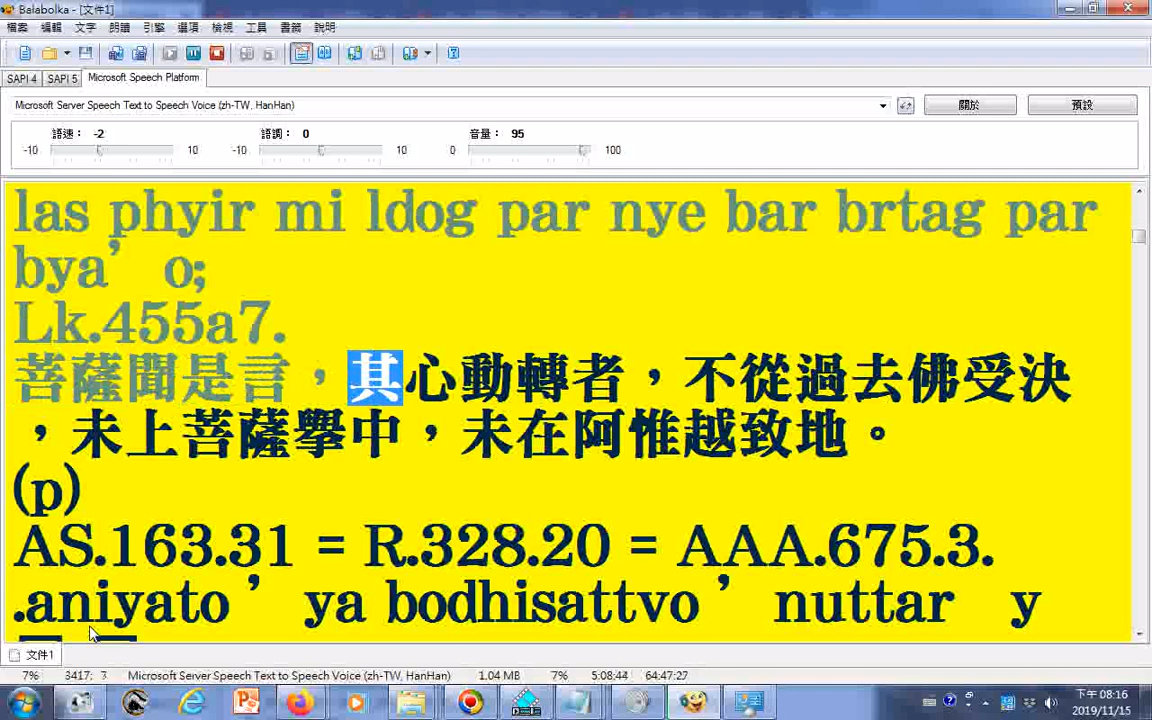 Balabolka - [文件1]
檔案 編輯 文字 朗讀 引擎 選項 檢視 工具 書籤 說明
SAPI 4 SAPI 5 Microsoft Speech Platform
Microsoft Server Speech Text to Speech Voice (zh-TW, HanHan)
關於 預設
語速： -2 語調： 0 音量： 95
-10 10 -10 10 0 100
las phyir mi ldog par nye bar brtag par
bya’ o;
Lk.455a7.
菩薩聞是言，其心動轉者，不從過去佛受決
，未上菩薩舉中，未在阿惟越致地。
(p)
AS.163.31 = R.328.20 = AAA.675.3.
.aniyato’ ya bodhisattvo’ nuttar y
文件1
7% 3417: 3 Microsoft Server Speech Text to Speech Voice (zh-TW, HanHan) 1.04 MB 7% 5:08:44 64:47:27
下午 08:16
2019/11/15